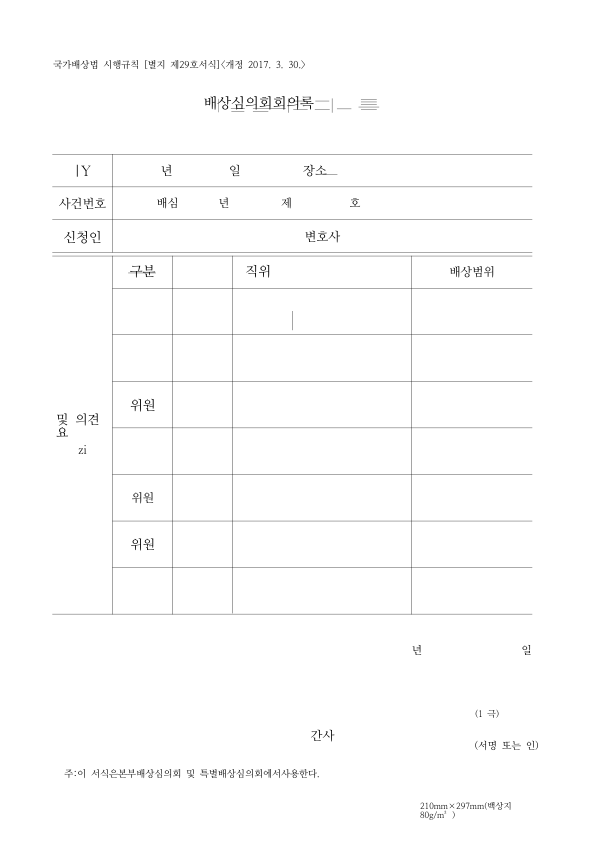 국가배상법 시행규칙 [별지 제29호서식]<개정 2017. 3. 30.>
배상심의회회의록
|Y 년 일 장소
사건번호 배심 년 제 호
신청인 변호사
구분 직위 배상범위
위원
및 의견
요
zi
위원
위원
년 일
(1 극)
간사
(서명 또는 인)
주:이 서식은본부배상심의회 및 특별배상심의회에서사용한다.
210mm×297mm(백상지
80g/m² )